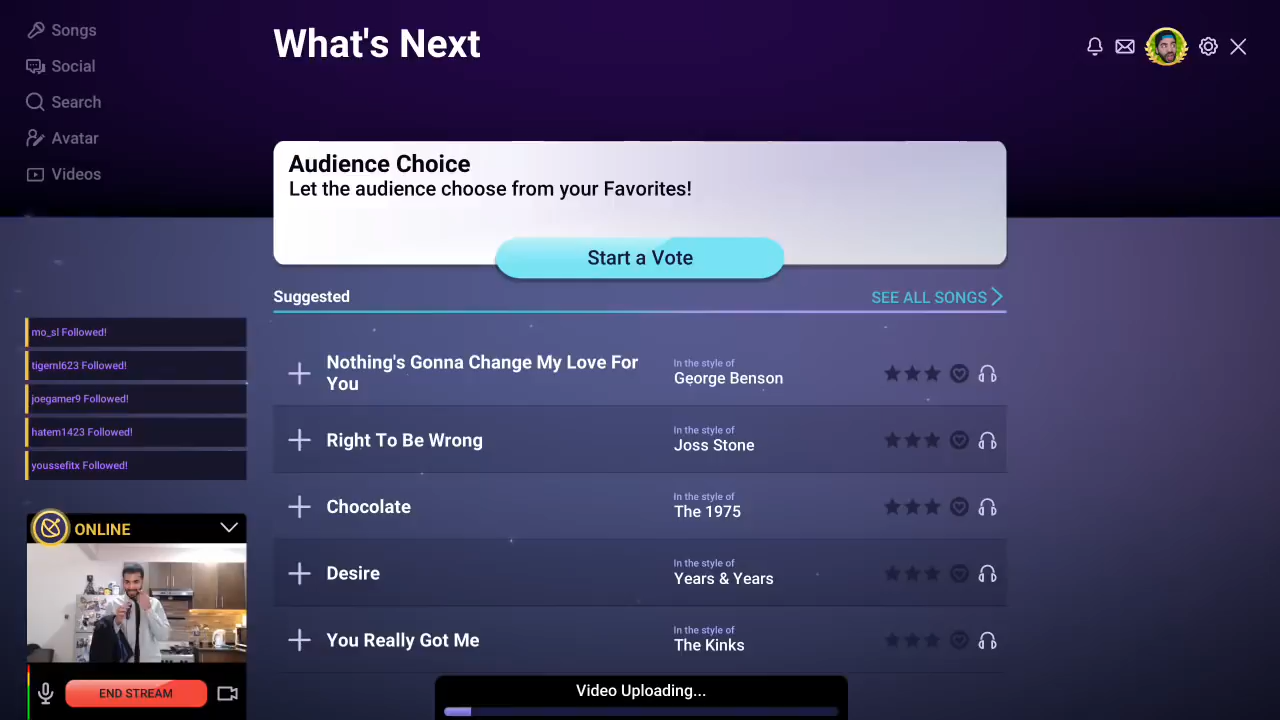 Songs
Social
Search
Avatar
Videos
What's Next
Audience Choice
Let the audience choose from your Favorites!
Start a Vote
Suggested
SEE ALL SONGS
Nothing's Gonna Change My Love For
You
In the style of
George Benson
Right To Be Wrong
In the style of
Joss Stone
Chocolate
In the style of
The 1975
Desire
In the style of
Years & Years
You Really Got Me
In the style of
The Kinks
mo_sl Followed!
tigernl623 Followed!
joegamer9 Followed!
hatem1423 Followed!
youssefitx Followed!
ONLINE
END STREAM
Video Uploading...